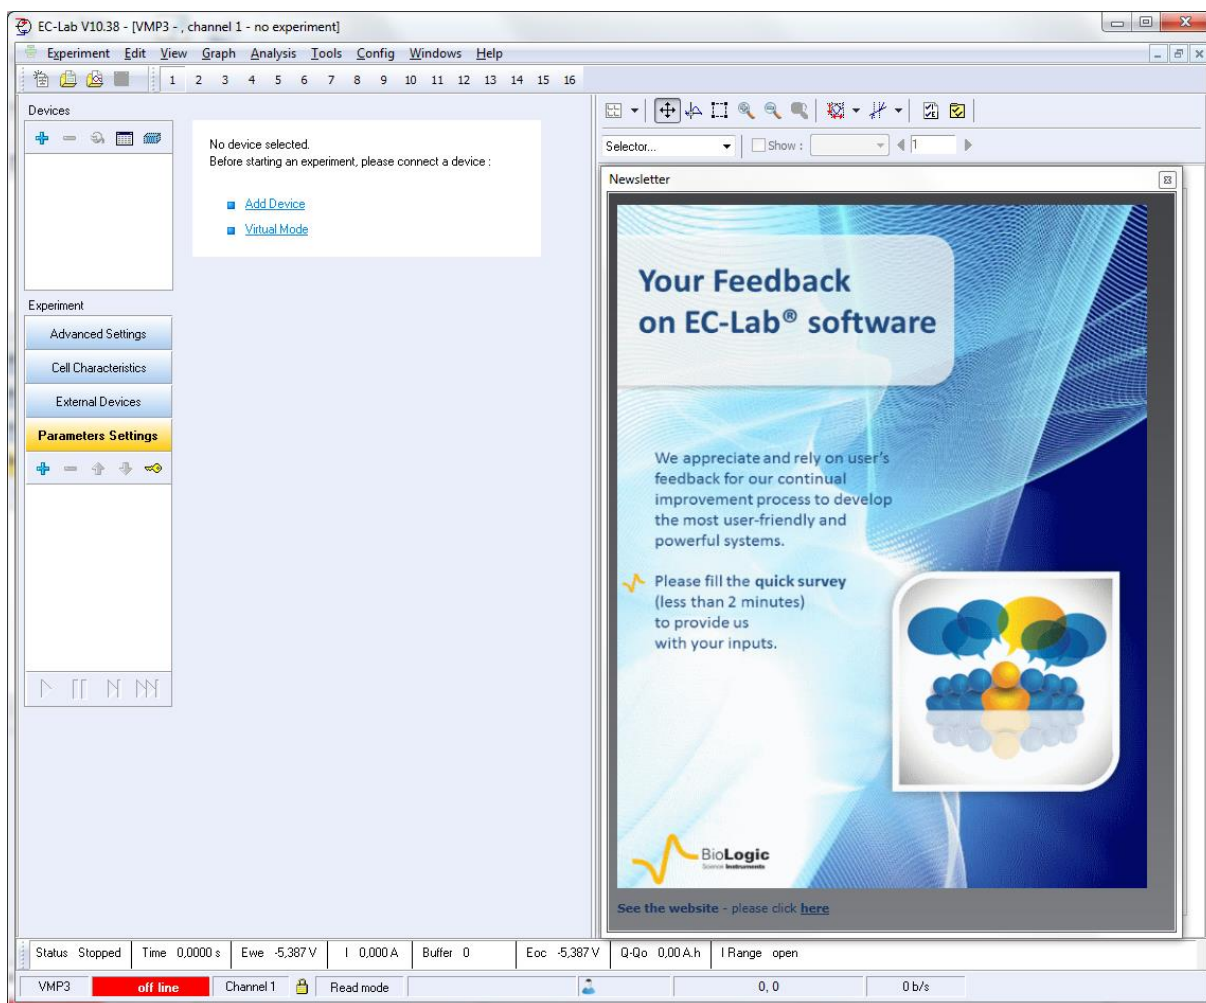 EC-Lab V10.38 - [VMP3 - , channel 1 - no experiment]
Experiment Edit View Graph Analysis Tools Config Windows Help
1 2 3 4 5 6 7 8 9 10 11 12 13 14 15 16
Devices
No device selected.
Before starting an experiment, please connect a device :
Add Device
Virtual Mode
Experiment
Advanced Settings
Cell Characteristics
External Devices
Parameters Settings
Selector...
Show :
1
Newsletter
Your Feedback
on EC-Lab® software
We appreciate and rely on user's
feedback for our continual
improvement process to develop
the most user-friendly and
powerful systems.
Please fill the quick survey
(less than 2 minutes)
to provide us
with your inputs.
BioLogic
Science Instruments
See the website - please click here
Status Stopped Time 0,0000 s Ewe -5,387 V I 0,000 A Buffer 0 Eoc -5,387 V Q-Qo 0,00 A.h I Range open
VMP3 off line Channel 1 Read mode 0, 0 0 b/s